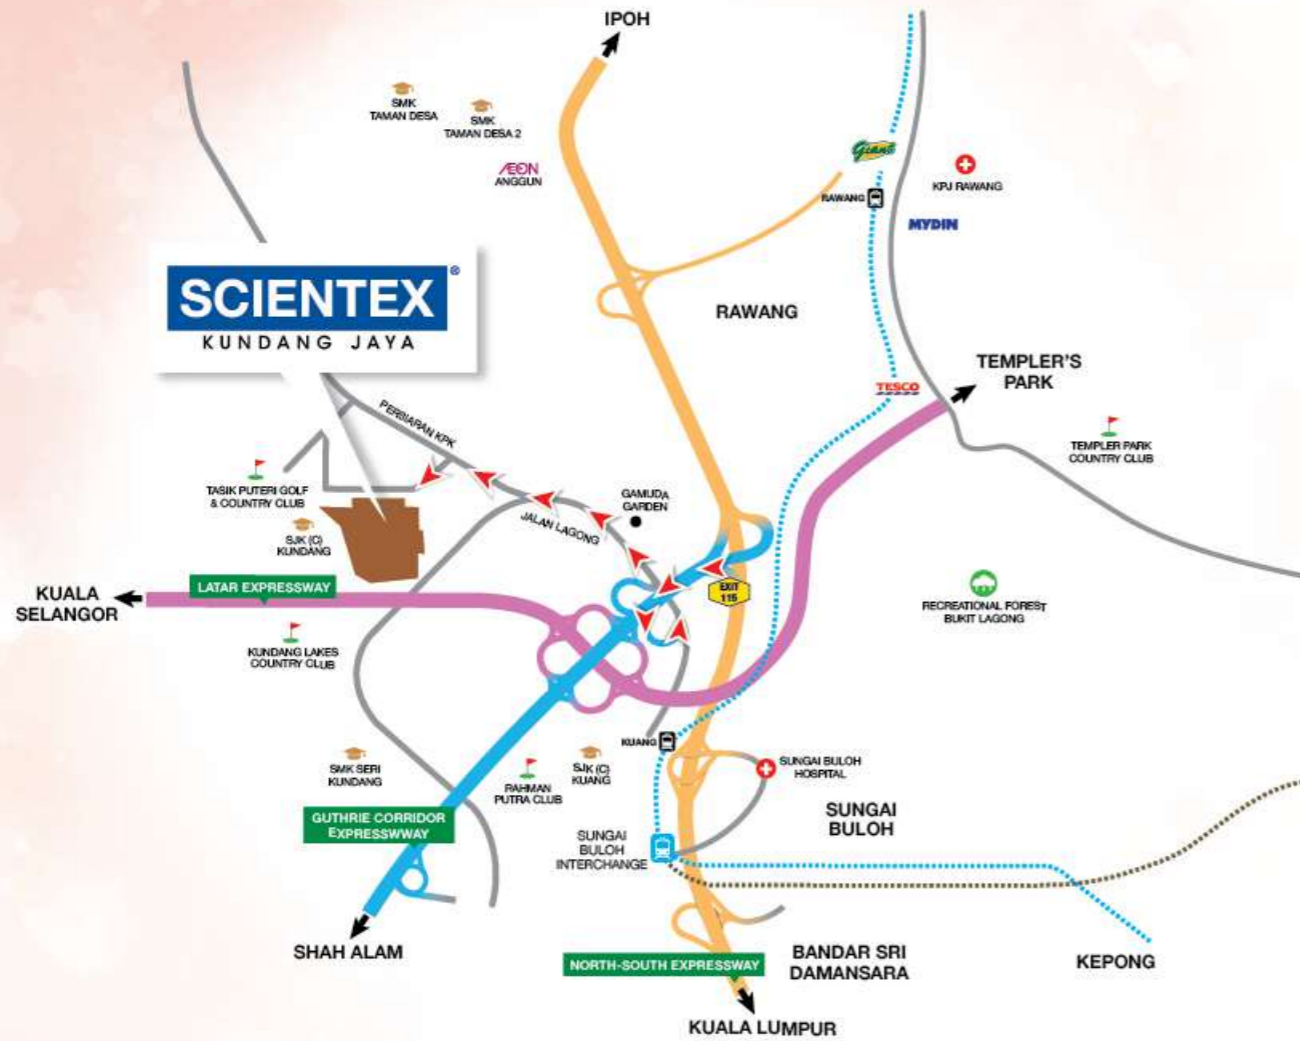 IPOH
SMK
TAMAN DESA
SMK
TAMAN DESA 2
ÆON
ANGGUN
Giant
RAWANG
KPJ RAWANG
MYDIN
SCIENTEX®
KUNDANG JAYA
RAWANG
TEMPLER'S
PARK
TESCO
PERSIARAN KPK
TEMPLER PARK
COUNTRY CLUB
TASIK PUTERI GOLF
& COUNTRY CLUB
GAMUDA
GARDEN
JALAN LAGONG
SJK (C)
KUNDANG
LATAR EXPRESSWAY
KUALA
SELANGOR
EXIT
115
RECREATIONAL FOREST
BUKIT LAGONG
KUNDANG LAKES
COUNTRY CLUB
KUANG
SMK SERI
KUNDANG
RAHMAN
PUTRA CLUB
SJK (C)
KUANG
SUNGAI BULOH
HOSPITAL
GUTHRIE CORRIDOR
EXPRESSWWAY
SUNGAI
BULOH
SUNGAI
BULOH
INTERCHANGE
SHAH ALAM
NORTH-SOUTH EXPRESSWAY
BANDAR SRI
DAMANSARA
KEPONG
KUALA LUMPUR